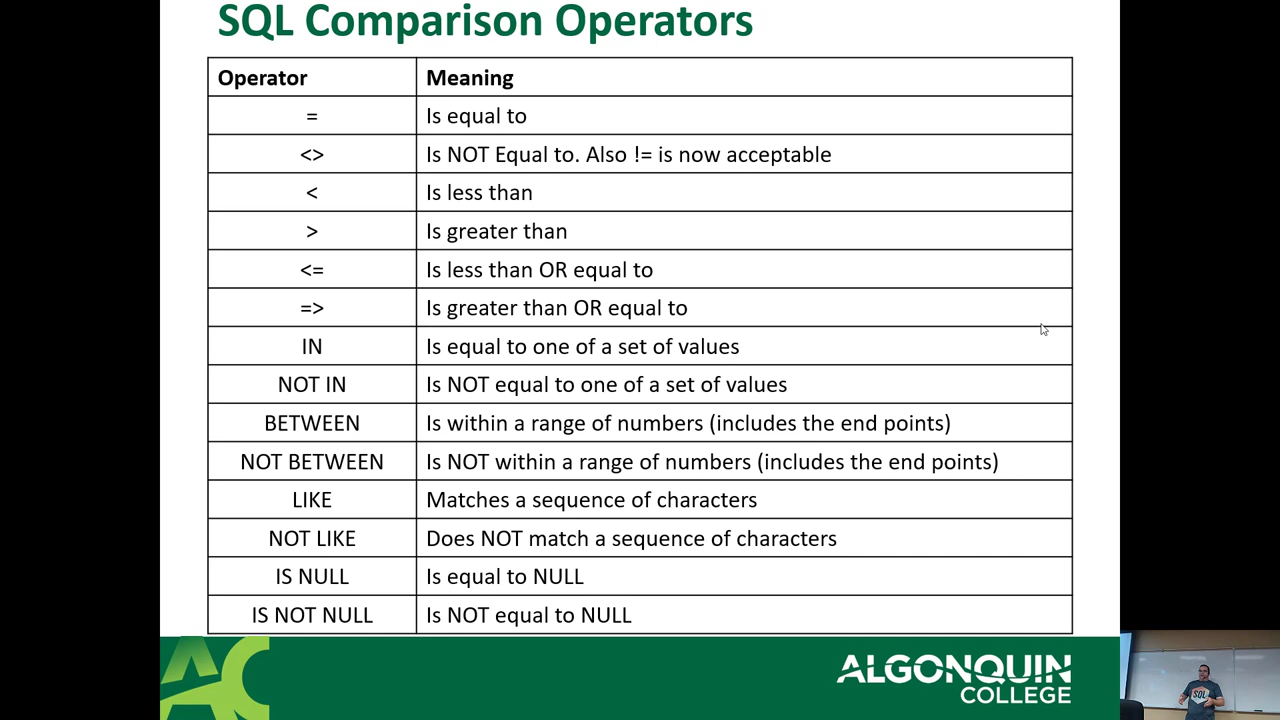 SQL Comparison Operators
Operator Meaning
= Is equal to
<> Is NOT Equal to. Also != is now acceptable
< Is less than
> Is greater than
<= Is less than OR equal to
=> Is greater than OR equal to
IN Is equal to one of a set of values
NOT IN Is NOT equal to one of a set of values
BETWEEN Is within a range of numbers (includes the end points)
NOT BETWEEN Is NOT within a range of numbers (includes the end points)
LIKE Matches a sequence of characters
NOT LIKE Does NOT match a sequence of characters
IS NULL Is equal to NULL
IS NOT NULL Is NOT equal to NULL
AC
ALGONQUIN
COLLEGE
SQL